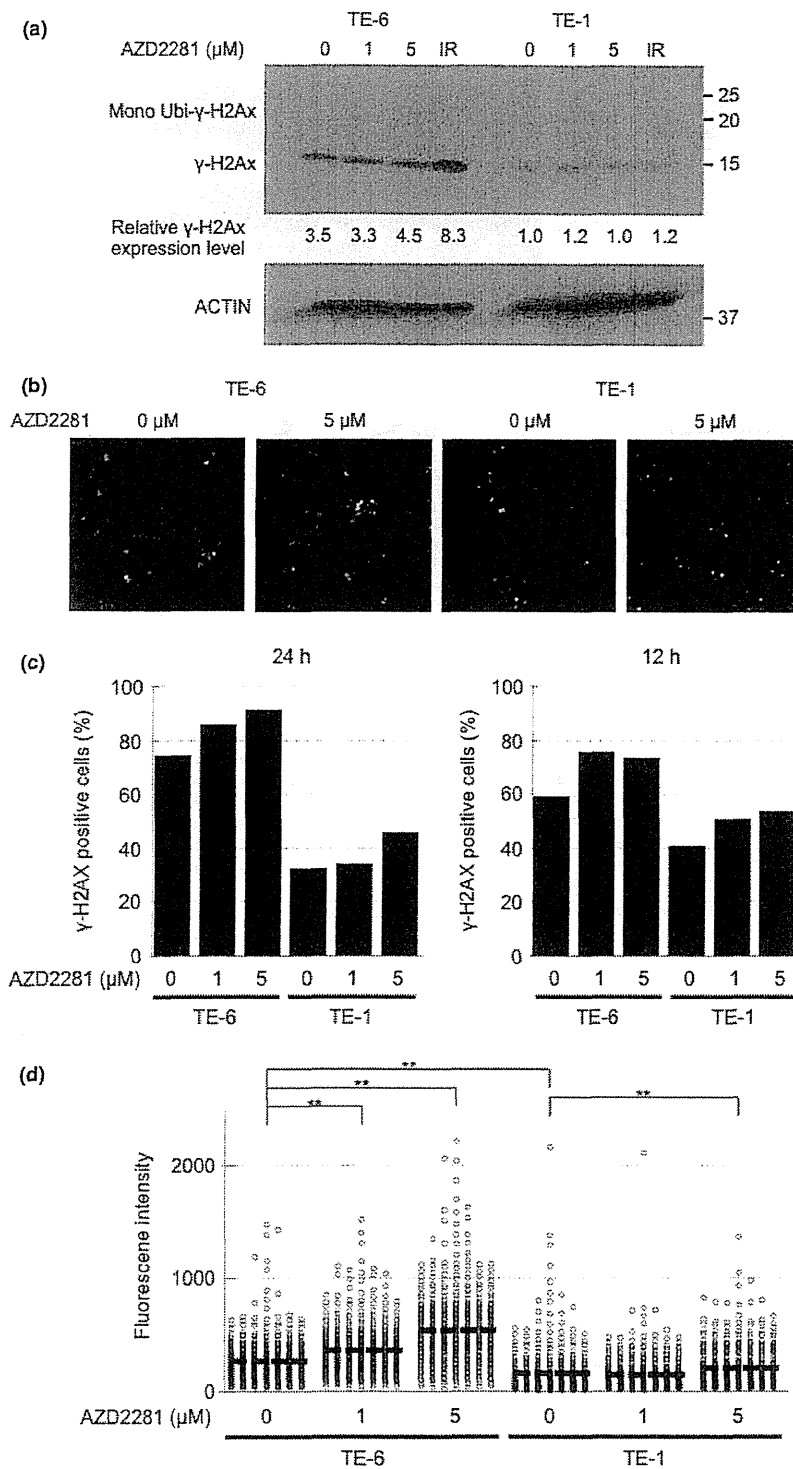 (a)
TE-6 TE-1
AZD2281 (μM) 0 1 5 IR 0 1 5 IR
25
Mono Ubi-γ-H2Ax
20
γ-H2Ax
15
Relative γ-H2Ax
expression level
3.5 3.3 4.5 8.3 1.0 1.2 1.0 1.2
ACTIN
37
(b)
TE-6 TE-1
AZD2281 0 μM 5 μM 0 μM 5 μM
(c)
24 h 12 h
γ-H2AX positive cells (%)
100
80
60
40
20
0
γ-H2AX positive cells (%)
100
80
60
40
20
0
AZD2281 (μM) 0 1 5 0 1 5 0 1 5 0 1 5
TE-6 TE-1 TE-6 TE-1
(d)
** ** ** **
Fluorescene intensity
2000
1000
0
AZD2281 (μM) 0 1 5 0 1 5
TE-6 TE-1